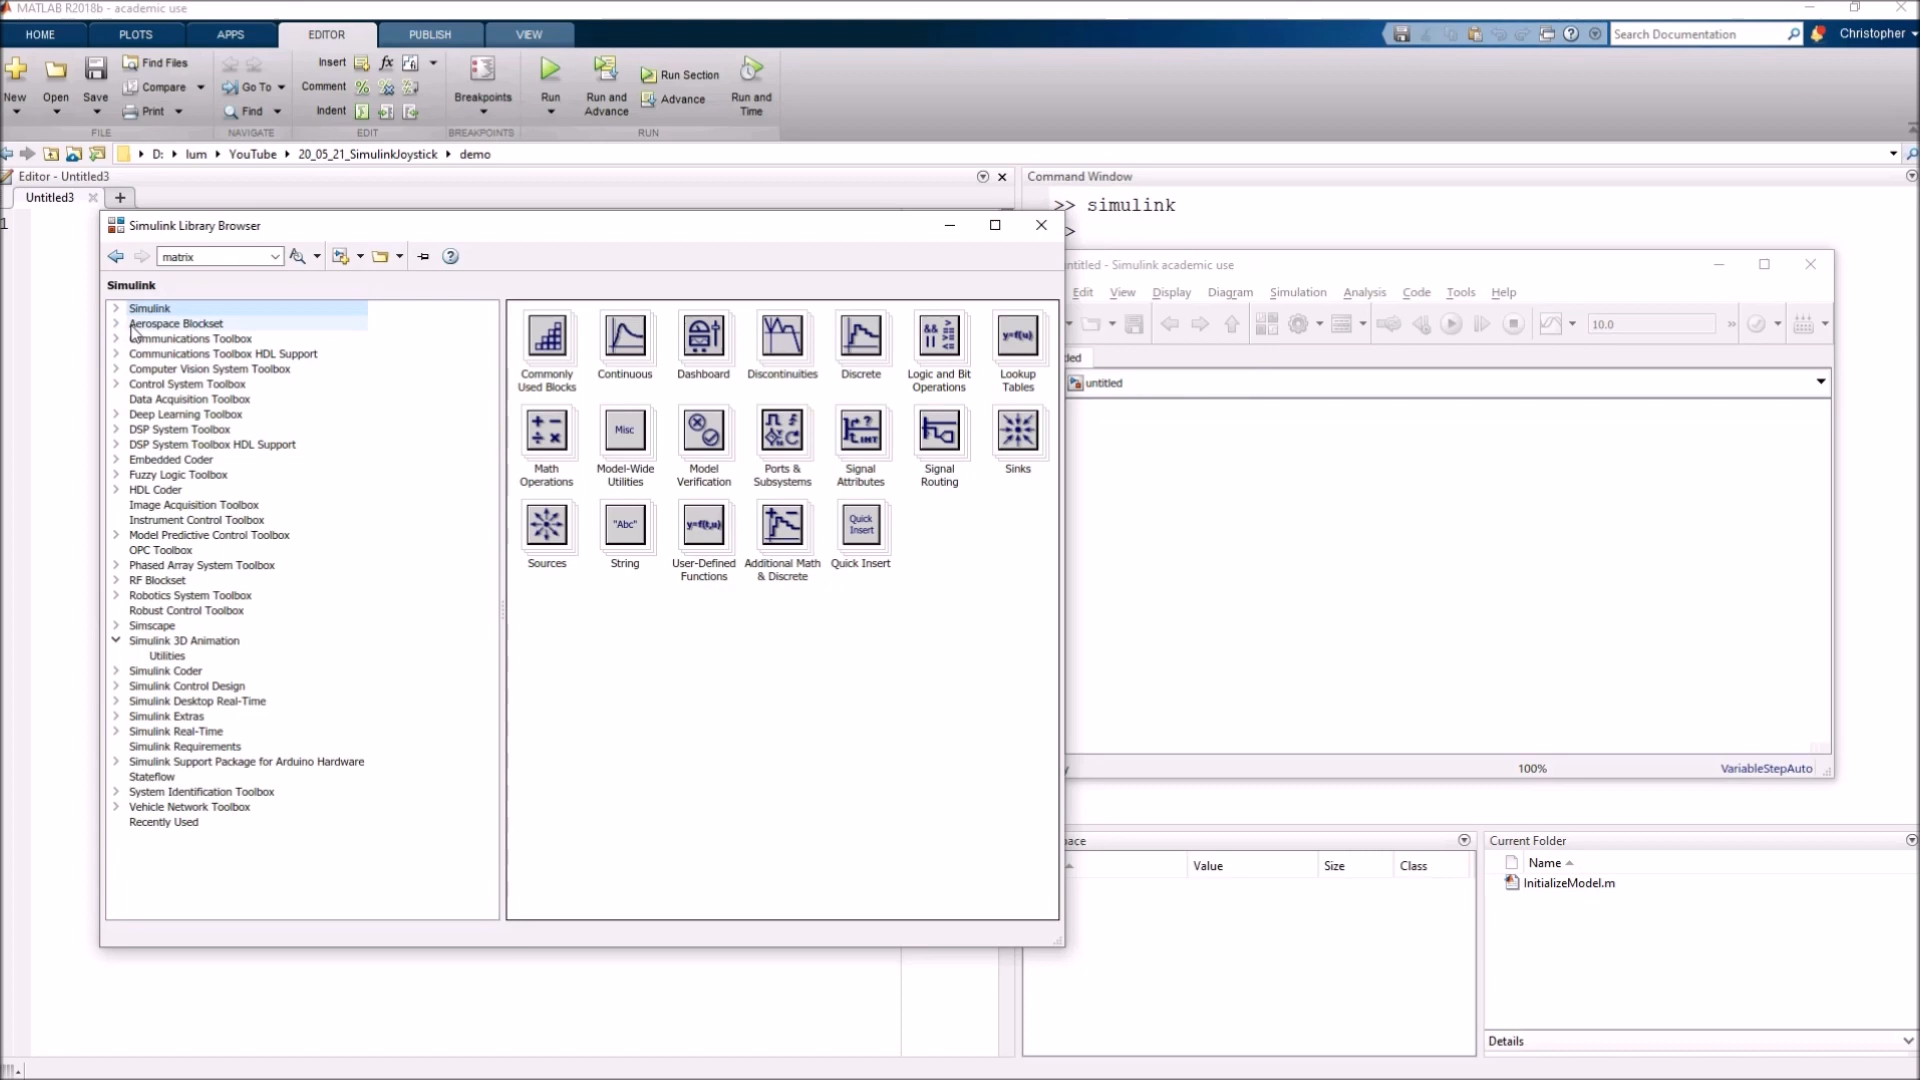 MATLAB R2018b - academic use
HOME PLOTS APPS EDITOR PUBLISH VIEW
Search Documentation
Christopher
New Open Save
Find Files
Compare
Print
Go To
Find
Insert
Comment
Indent
fx
Breakpoints
Run
Run and Advance
Run Section
Advance
Run and Time
FILE NAVIGATE EDIT BREAKPOINTS RUN
D: lum YouTube 20_05_21_SimulinkJoystick demo
Editor - Untitled3
Untitled3
1
Command Window
>> simulink
>
Simulink Library Browser
matrix
Simulink
Simulink
Aerospace Blockset
Communications Toolbox HDL Support
Computer Vision System Toolbox
Control System Toolbox
Data Acquisition Toolbox
Deep Learning Toolbox
DSP System Toolbox
DSP System Toolbox HDL Support
Embedded Coder
Fuzzy Logic Toolbox
HDL Coder
Image Acquisition Toolbox
Instrument Control Toolbox
Model Predictive Control Toolbox
OPC Toolbox
Phased Array System Toolbox
RF Blockset
Robotics System Toolbox
Robust Control Toolbox
Simscape
Simulink 3D Animation
Utilities
Simulink Coder
Simulink Control Design
Simulink Desktop Real-Time
Simulink Extras
Simulink Real-Time
Simulink Requirements
Simulink Support Package for Arduino Hardware
Stateflow
System Identification Toolbox
Vehicle Network Toolbox
Recently Used
Commonly Used Blocks
Continuous
Dashboard
Discontinuities
Discrete
Logic and Bit Operations
y=f(u)
Lookup Tables
Math Operations
Misc
Model-Wide Utilities
Model Verification
Ports & Subsystems
Signal Attributes
Signal Routing
Sinks
Sources
"Abc"
String
y=f(t,u)
User-Defined Functions
Additional Math & Discrete
Quick Insert
Quick Insert
ntitled - Simulink academic use
Edit View Display Diagram Simulation Analysis Code Tools Help
10.0
»
ded
untitled
100%
VariableStepAuto
pace
Value Size Class
Current Folder
Name
InitializeModel.m
Details